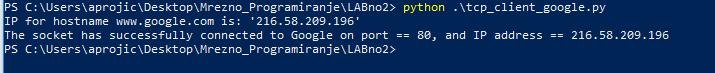 PS C:\Users\aprojic\Desktop\Mrezno_Programiranje\LABno2> python .\tcp_client_google.py
IP for hostname www.google.com is: '216.58.209.196'
The socket has successfully connected to Google on port == 80, and IP address == 216.58.209.196
PS C:\Users\aprojic\Desktop\Mrezno_Programiranje\LABno2>